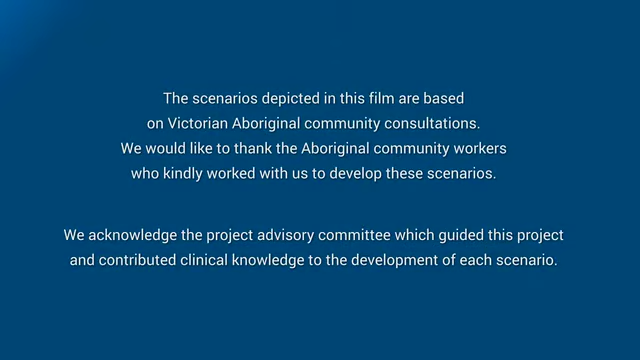 The scenarios depicted in this film are based
on Victorian Aboriginal community consultations.
We would like to thank the Aboriginal community workers
who kindly worked with us to develop these scenarios.
We acknowledge the project advisory committee which guided this project
and contributed clinical knowledge to the development of each scenario.